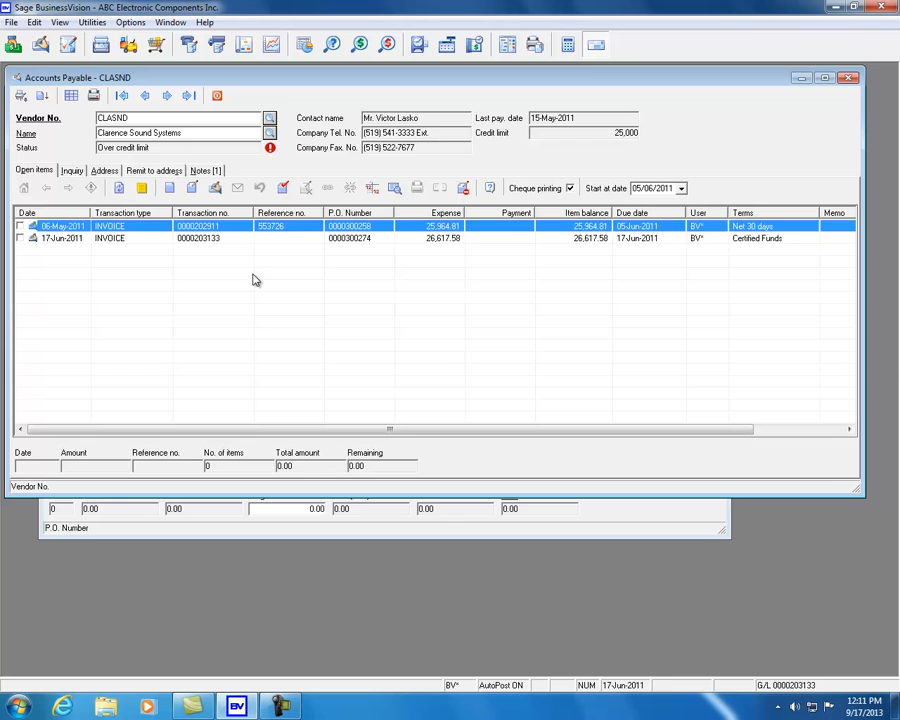 Sage BusinessVision - ABC Electronic Components Inc.
File Edit View Utilities Options Window Help
Accounts Payable - CLASND
Vendor No. CLASND Contact name Mr. Victor Lasko Last pay. date 15-May-2011
Name Clarence Sound Systems Company Tel. No. (519) 541-3333 Ext. Credit limit 25,000
Status Over credit limit Company Fax. No. (519) 522-7677
Open items Inquiry Address Remit to address Notes [1]
Cheque printing Start at date 05/06/2011
Date Transaction type Transaction no. Reference no. P.O. Number Expense Payment Item balance Due date User Terms Memo
06-May-2011 INVOICE 0000202911 553726 0000300258 25,964.81 25,964.81 05-Jun-2011 BV* Net 30 days
17-Jun-2011 INVOICE 0000203133 0000300274 26,617.58 26,617.58 17-Jun-2011 BV* Certified Funds
Date Amount Reference no. No. of items Total amount Remaining
0 0.00 0.00
Vendor No.
0 0.00 0.00 0.00 0.00 0.00 0.00
P.O. Number
BV* AutoPost ON NUM 17-Jun-2011 G/L 0000203133
BV
12:11 PM
9/17/2013